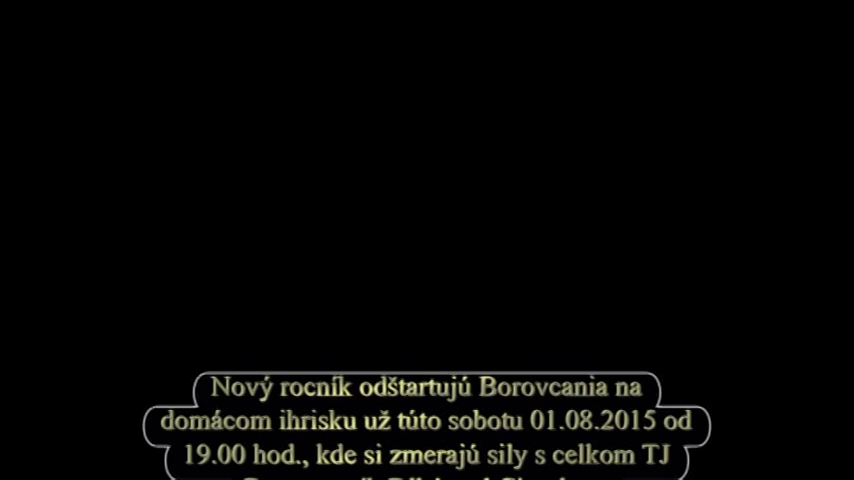 Nový rocník odštartujú Borovcania na
domácom ihrisku už túto sobotu 01.08.2015 od
19.00 hod., kde si zmerajú sily s celkom TJ